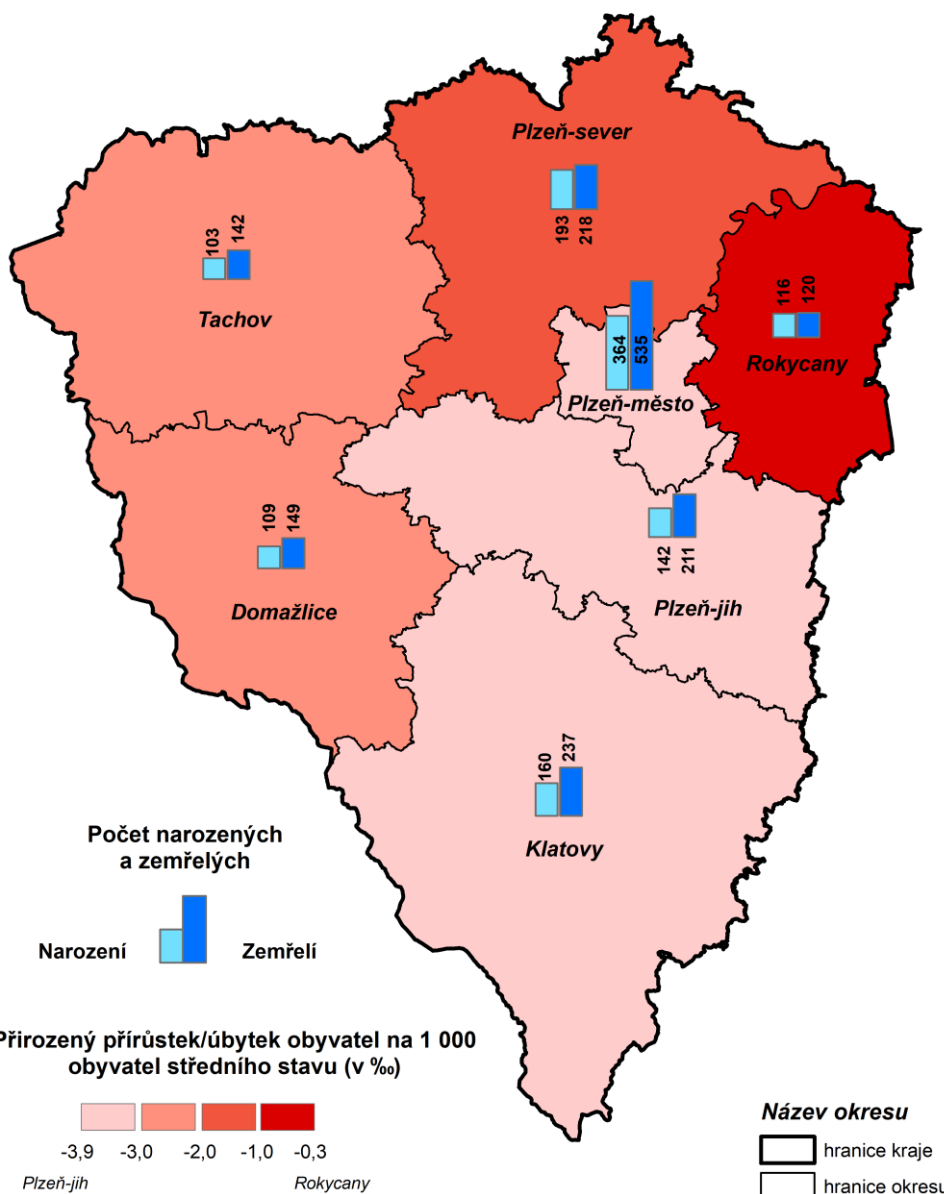 Plzeň-sever
193
218
103
142
Tachov
116
120
Rokycany
364
535
Plzeň-město
109
149
Domažlice
142
211
Plzeň-jih
160
237
Klatovy
Počet narozených
a zemřelých
Narození
Zemřelí
Přirozený přírůstek/úbytek obyvatel na 1 000
obyvatel středního stavu (v ‰)
-3,9 -3,0 -2,0 -1,0 -0,3
Plzeň-jih Rokycany
Název okresu
hranice kraje
hranice okresu